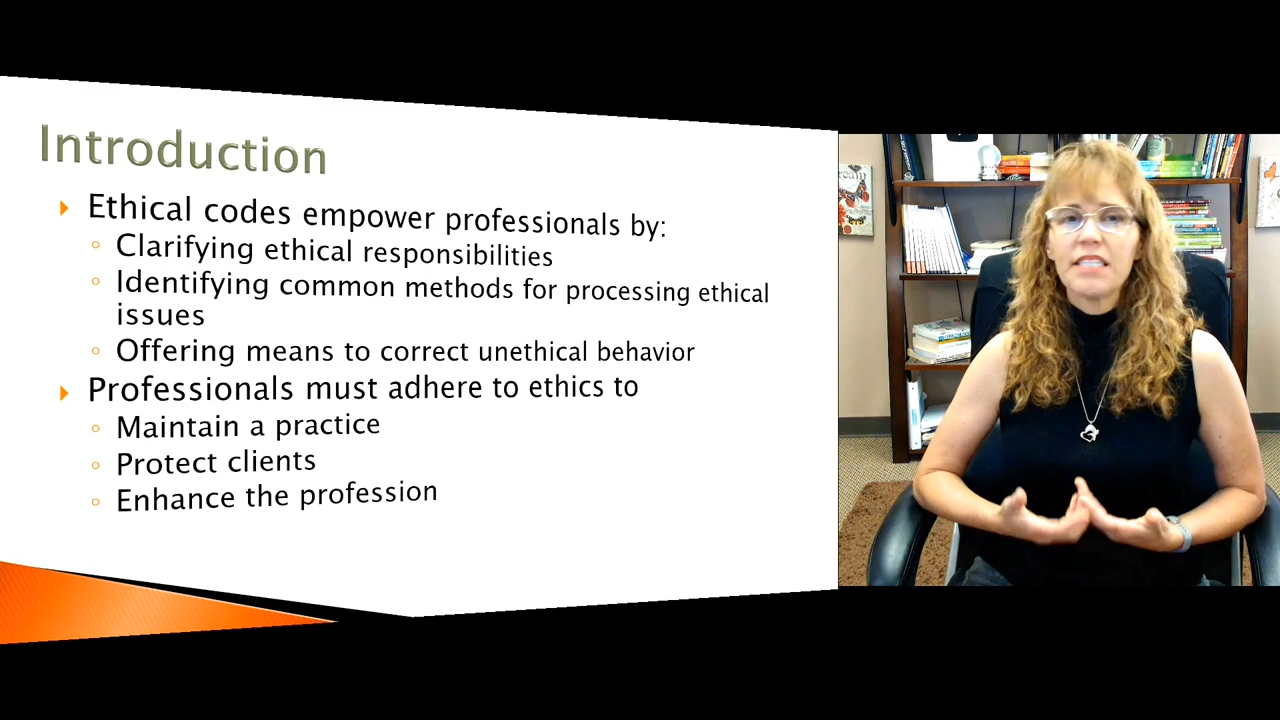 Introduction
Ethical codes empower professionals by:
Clarifying ethical responsibilities
Identifying common methods for processing ethical
issues
Offering means to correct unethical behavior
Professionals must adhere to ethics to
Maintain a practice
Protect clients
Enhance the profession